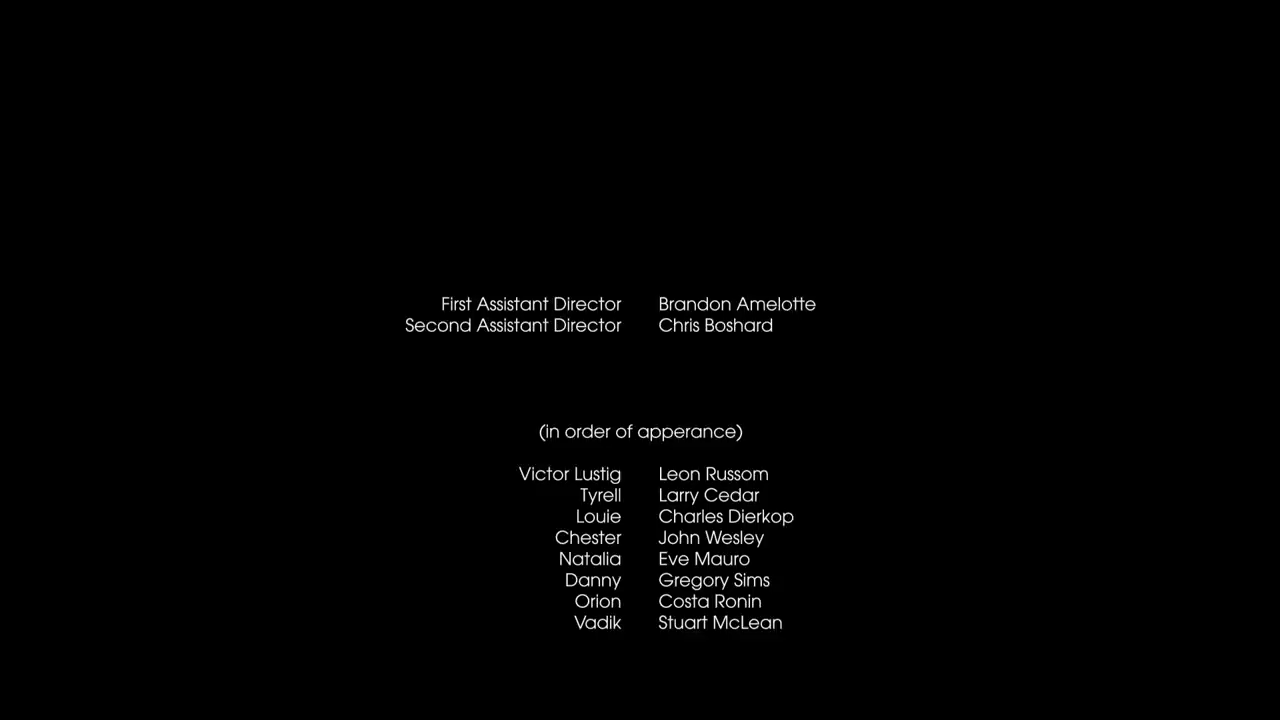 First Assistant Director Brandon Amelotte
Second Assistant Director Chris Boshard
(in order of apperance)
Victor Lustig Leon Russom
Tyrell Larry Cedar
Louie Charles Dierkop
Chester John Wesley
Natalia Eve Mauro
Danny Gregory Sims
Orion Costa Ronin
Vadik Stuart McLean